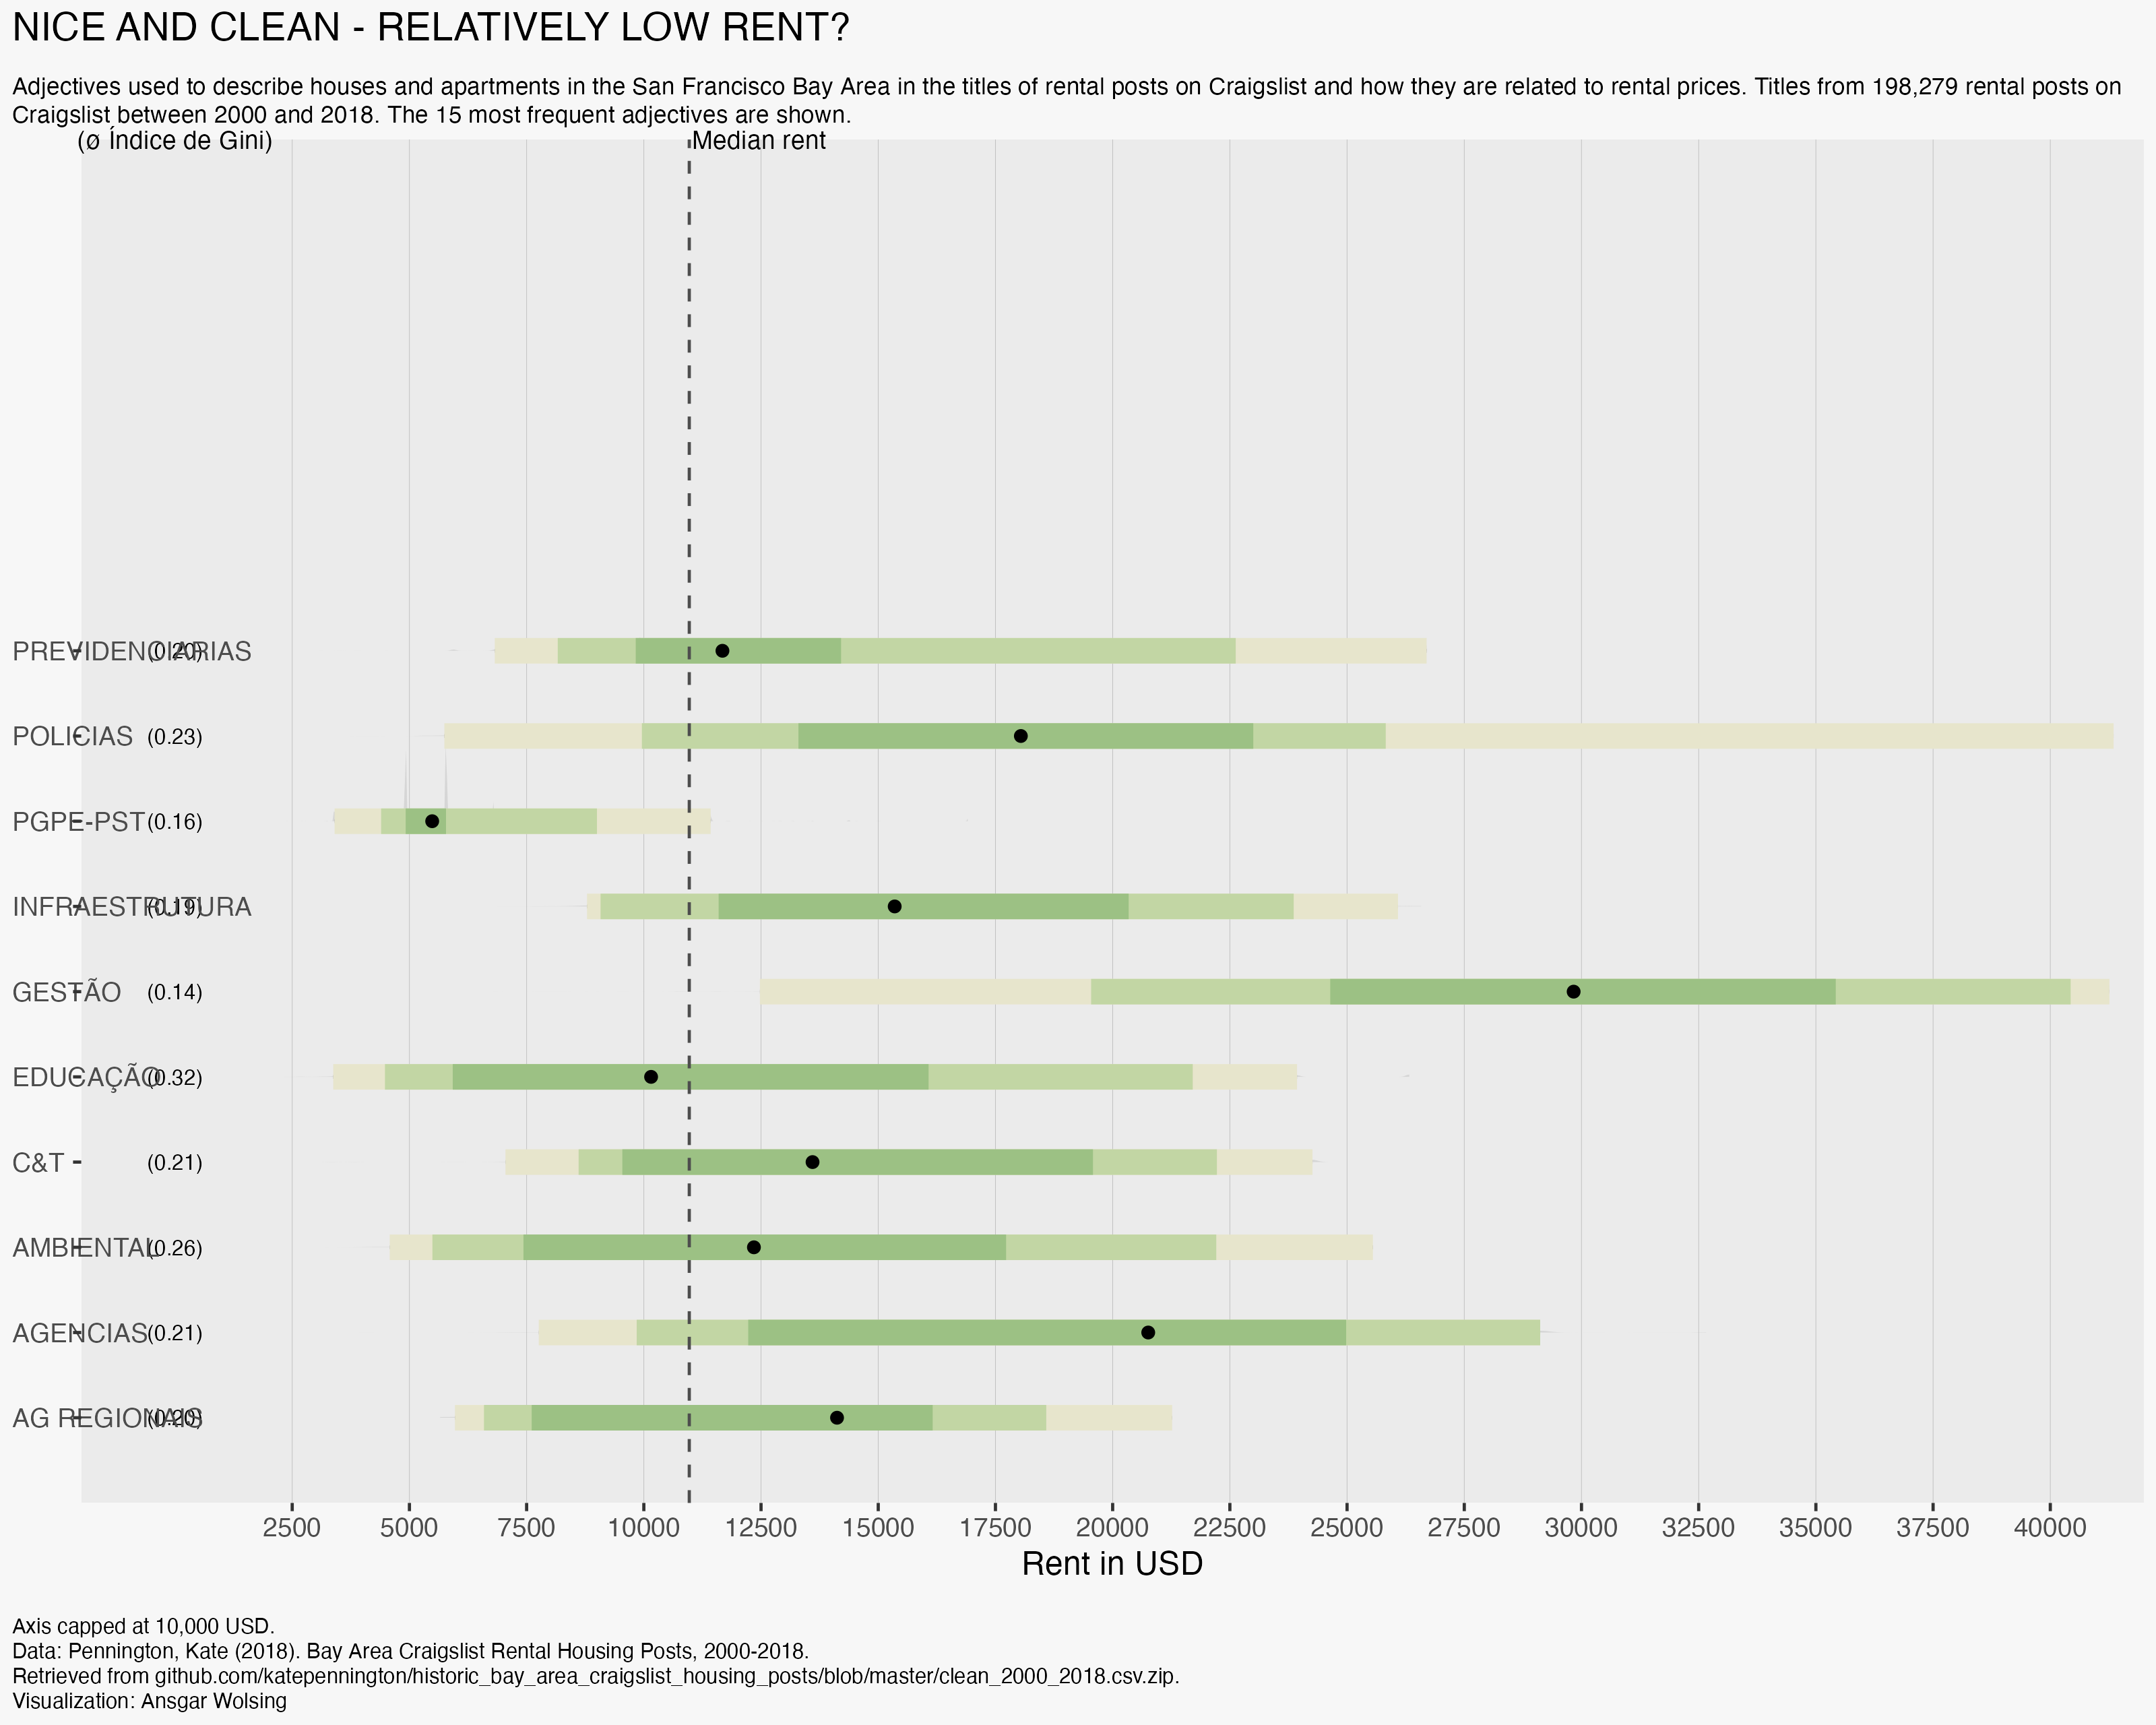 NICE AND CLEAN - RELATIVELY LOW RENT?
Adjectives used to describe houses and apartments in the San Francisco Bay Area in the titles of rental posts on Craigslist and how they are related to rental prices. Titles from 198,279 rental posts on
Craigslist between 2000 and 2018. The 15 most frequent adjectives are shown.
(ø Índice de Gini) Median rent
PREVIDENCIARIAS (0.20)
POLICIAS (0.23)
PGPE-PST (0.16)
INFRAESTRUTURA (0.19)
GESTÃO (0.14)
EDUCAÇÃO (0.32)
C&T (0.21)
AMBIENTAL (0.26)
AGENCIAS (0.21)
AG REGIONAIS (0.20)
2500 5000 7500 10000 12500 15000 17500 20000 22500 25000 27500 30000 32500 35000 37500 40000
Rent in USD
Axis capped at 10,000 USD.
Data: Pennington, Kate (2018). Bay Area Craigslist Rental Housing Posts, 2000-2018.
Retrieved from github.com/katepennington/historic_bay_area_craigslist_housing_posts/blob/master/clean_2000_2018.csv.zip.
Visualization: Ansgar Wolsing